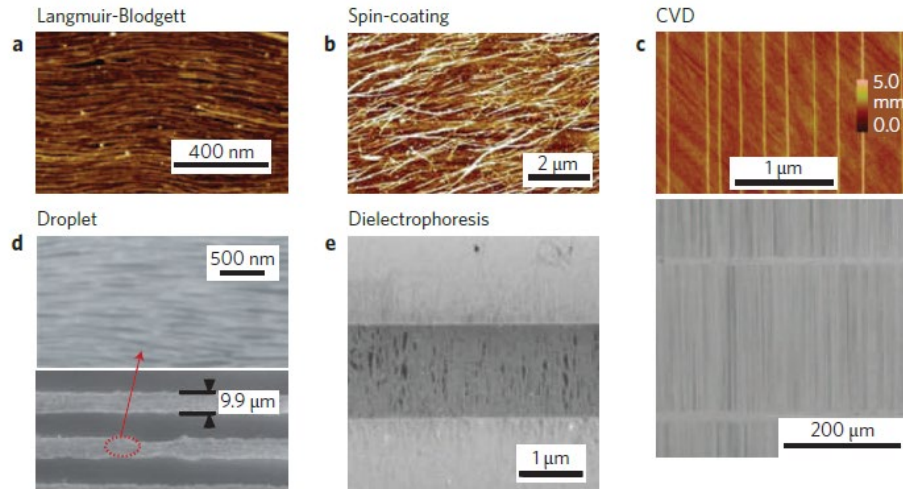 Langmuir-Blodgett
Spin-coating
CVD
a
b
c
5.0
mm
0.0
400 nm
2 μm
1 μm
Droplet
Dielectrophoresis
d
e
500 nm
9.9 μm
1 μm
200 μm